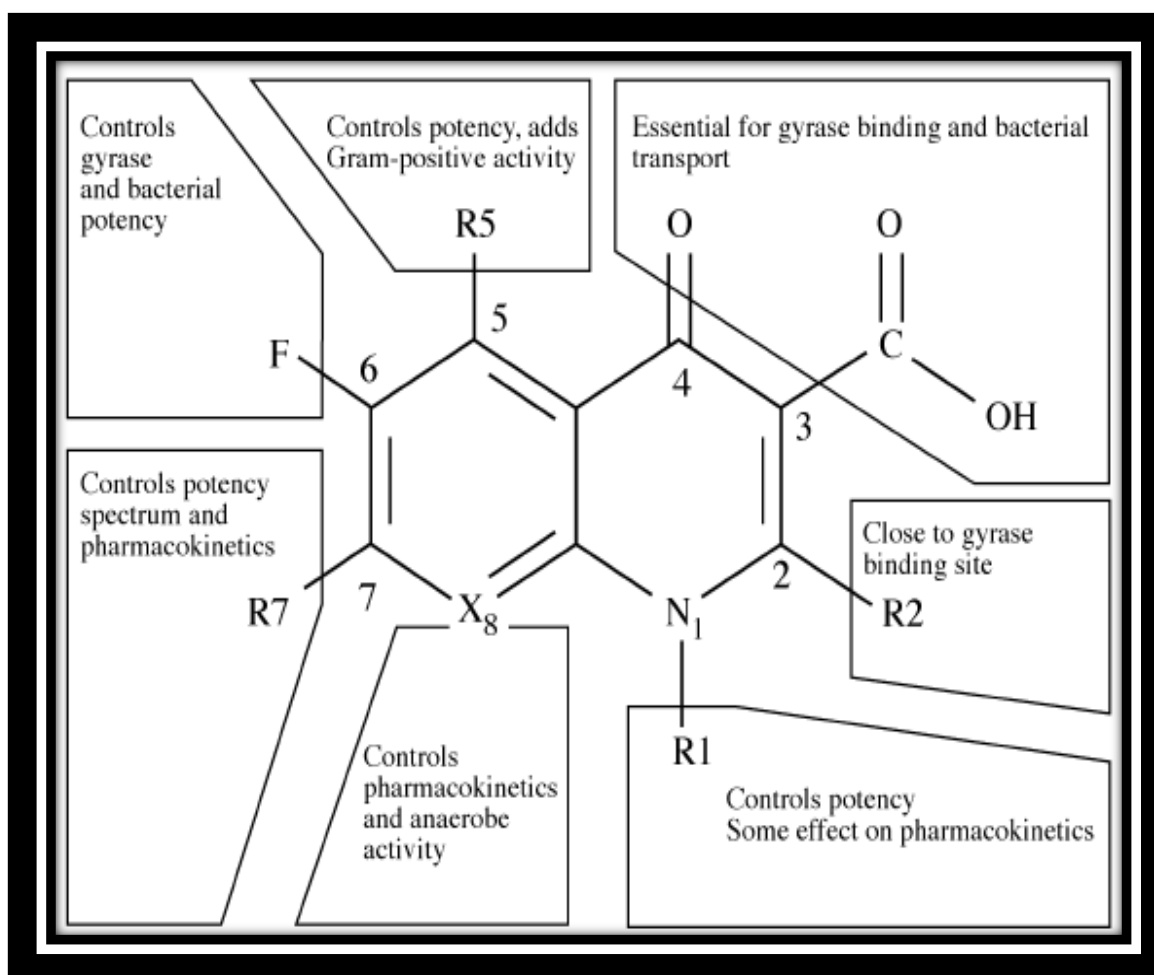 Controls
gyrase
and bacterial
potency
Controls potency, adds
Gram-positive activity
Essential for gyrase binding and bacterial
transport
R5
O
O
5
F
6
4
C
3
OH
Controls potency
spectrum and
pharmacokinetics
Close to gyrase
binding site
R7
7
X8
N1
2
R2
R1
Controls
pharmacokinetics
and anaerobe
activity
Controls potency
Some effect on pharmacokinetics